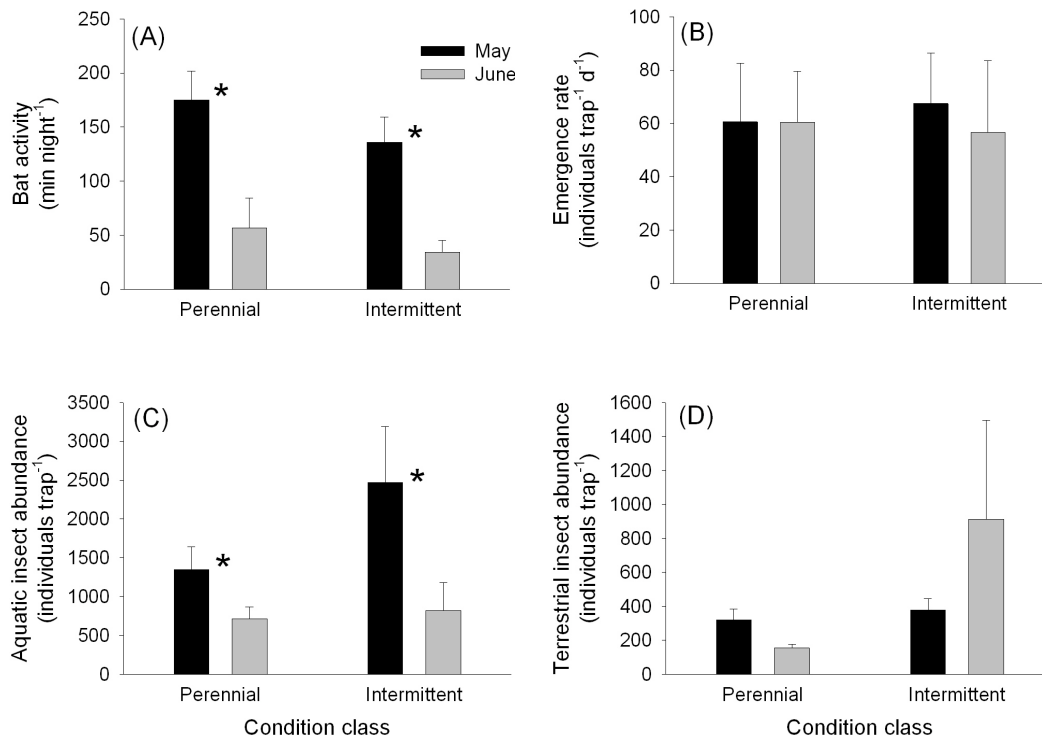 (A)
250
200
150
100
50
0
Bat activity
(min night-1)
May
June
*
*
Perennial
Intermittent
(B)
100
80
60
40
20
0
Emergence rate
(individuals trap-1 d-1)
Perennial
Intermittent
(C)
3500
3000
2500
2000
1500
1000
500
0
Aquatic insect abundance
(individuals trap-1)
*
*
Perennial
Intermittent
Condition class
(D)
1600
1400
1200
1000
800
600
400
200
0
Terrestrial insect abundance
(individuals trap-1)
Perennial
Intermittent
Condition class